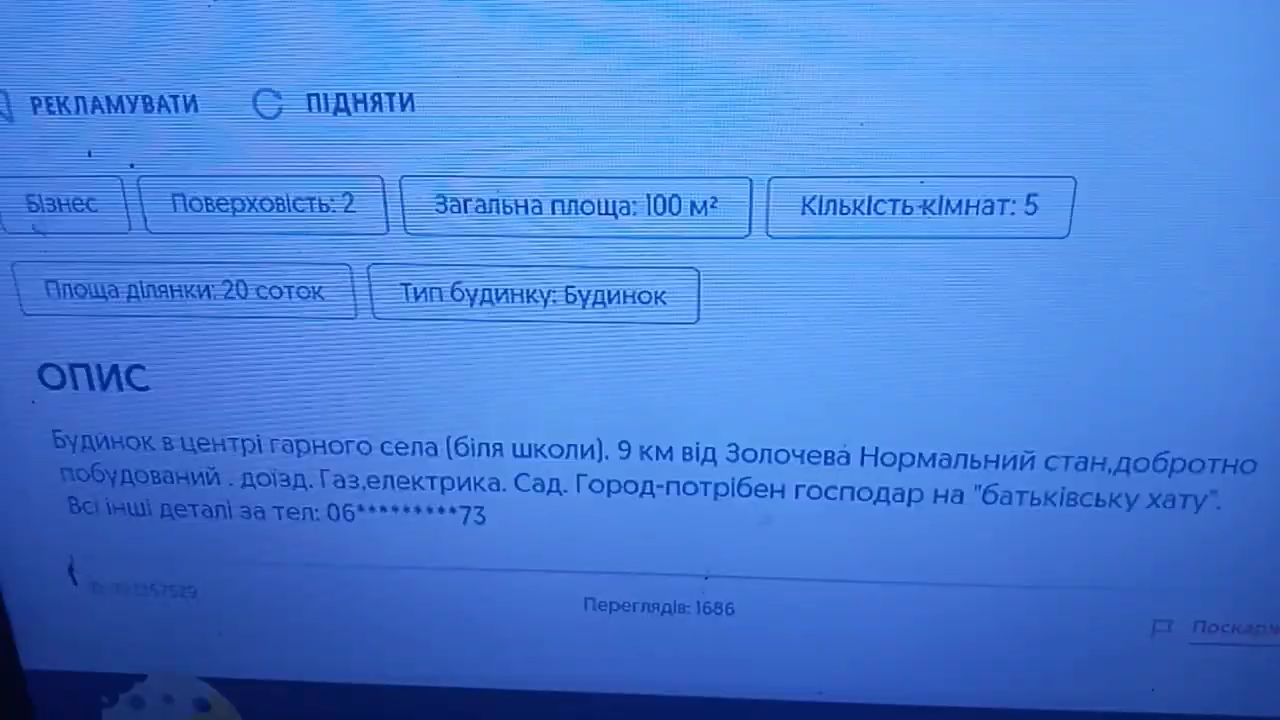 РЕКЛАМУВАТИ ПІДНЯТИ
Бізнес Поверховість: 2 Загальна площа: 100 м² Кількість кімнат: 5
Площа ділянки: 20 соток Тип будинку: Будинок
ОПИС
Будинок в центрі гарного села (біля школи). 9 км від Золочева Нормальний стан,добротно
побудований . доїзд. Газ,електрика. Сад. Город-потрібен господар на "батьківську хату".
Всі інші деталі за тел: 06*********73
Переглядів: 1686